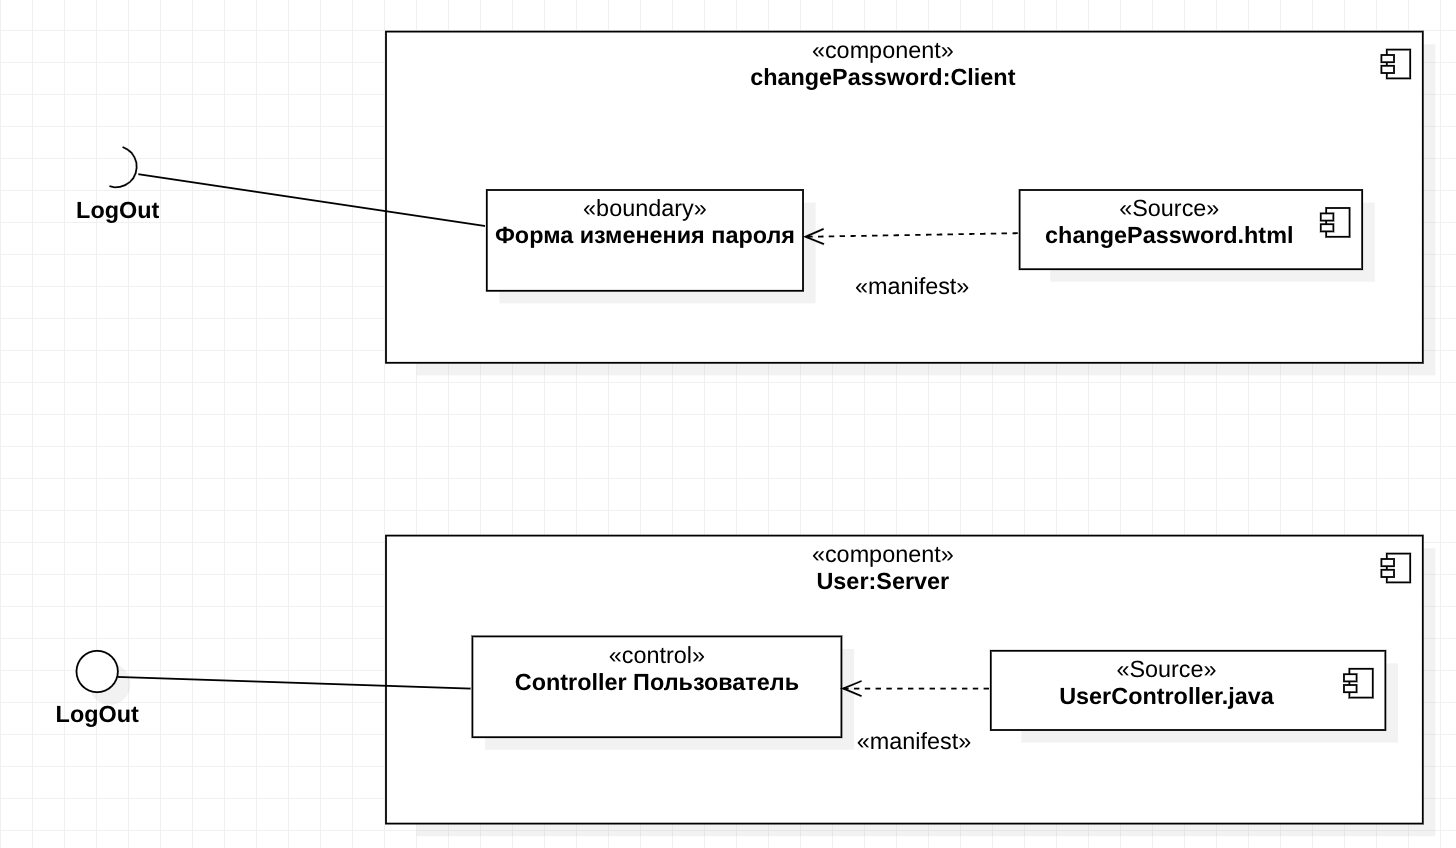 «component»
changePassword:Client
LogOut
«boundary»
Форма изменения пароля
«Source»
changePassword.html
«manifest»
«component»
User:Server
LogOut
«control»
Controller Пользователь
«Source»
UserController.java
«manifest»